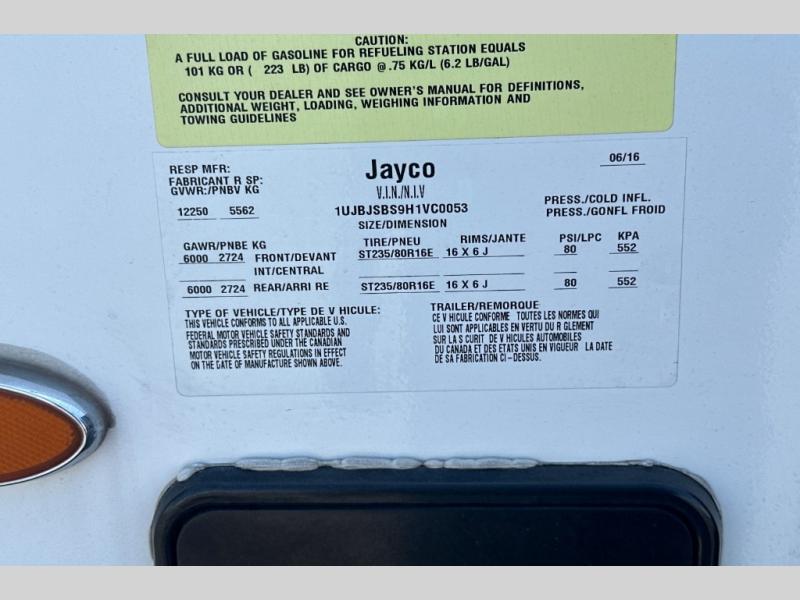 CAUTION:
A FULL LOAD OF GASOLINE FOR REFUELING STATION EQUALS
101 KG OR ( 223 LB) OF CARGO @ .75 KG/L (6.2 LB/GAL)
CONSULT YOUR DEALER AND SEE OWNER'S MANUAL FOR DEFINITIONS,
ADDITIONAL WEIGHT, LOADING, WEIGHING INFORMATION AND
TOWING GUIDELINES
RESP MFR: Jayco 06/16
FABRICANT R SP:
GVWR:/PNBV KG V.I.N./N.I.V
12250 5562 1UJBJSBS9H1VC0053 PRESS./COLD INFL.
SIZE/DIMENSION PRESS./GONFL FROID
GAWR/PNBE KG TIRE/PNEU RIMS/JANTE PSI/LPC KPA
6000 2724 FRONT/DEVANT ST235/80R16E 16 X 6 J 80 552
INT/CENTRAL
6000 2724 REAR/ARRI RE ST235/80R16E 16 X 6 J 80 552
TYPE OF VEHICLE/TYPE DE V HICULE: TRAILER/REMORQUE
THIS VEHICLE CONFORMS TO ALL APPLICABLE U.S.
FEDERAL MOTOR VEHICLE SAFETY STANDARDS AND
STANDARDS PRESCRIBED UNDER THE CANADIAN
MOTOR VEHICLE SAFETY REGULATIONS IN EFFECT
ON THE DATE OF MANUFACTURE SHOWN ABOVE.
CE V HICULE CONFORME TOUTES LES NORMES QUI
LUI SONT APPLICABLES EN VERTU DU R GLEMENT
SUR LA S CURIT DE V HICULES AUTOMOBILES
DU CANADA ET DES ETATS UNIS EN VIGUEUR LA DATE
DE SA FABRICATION CI-DESSUS.